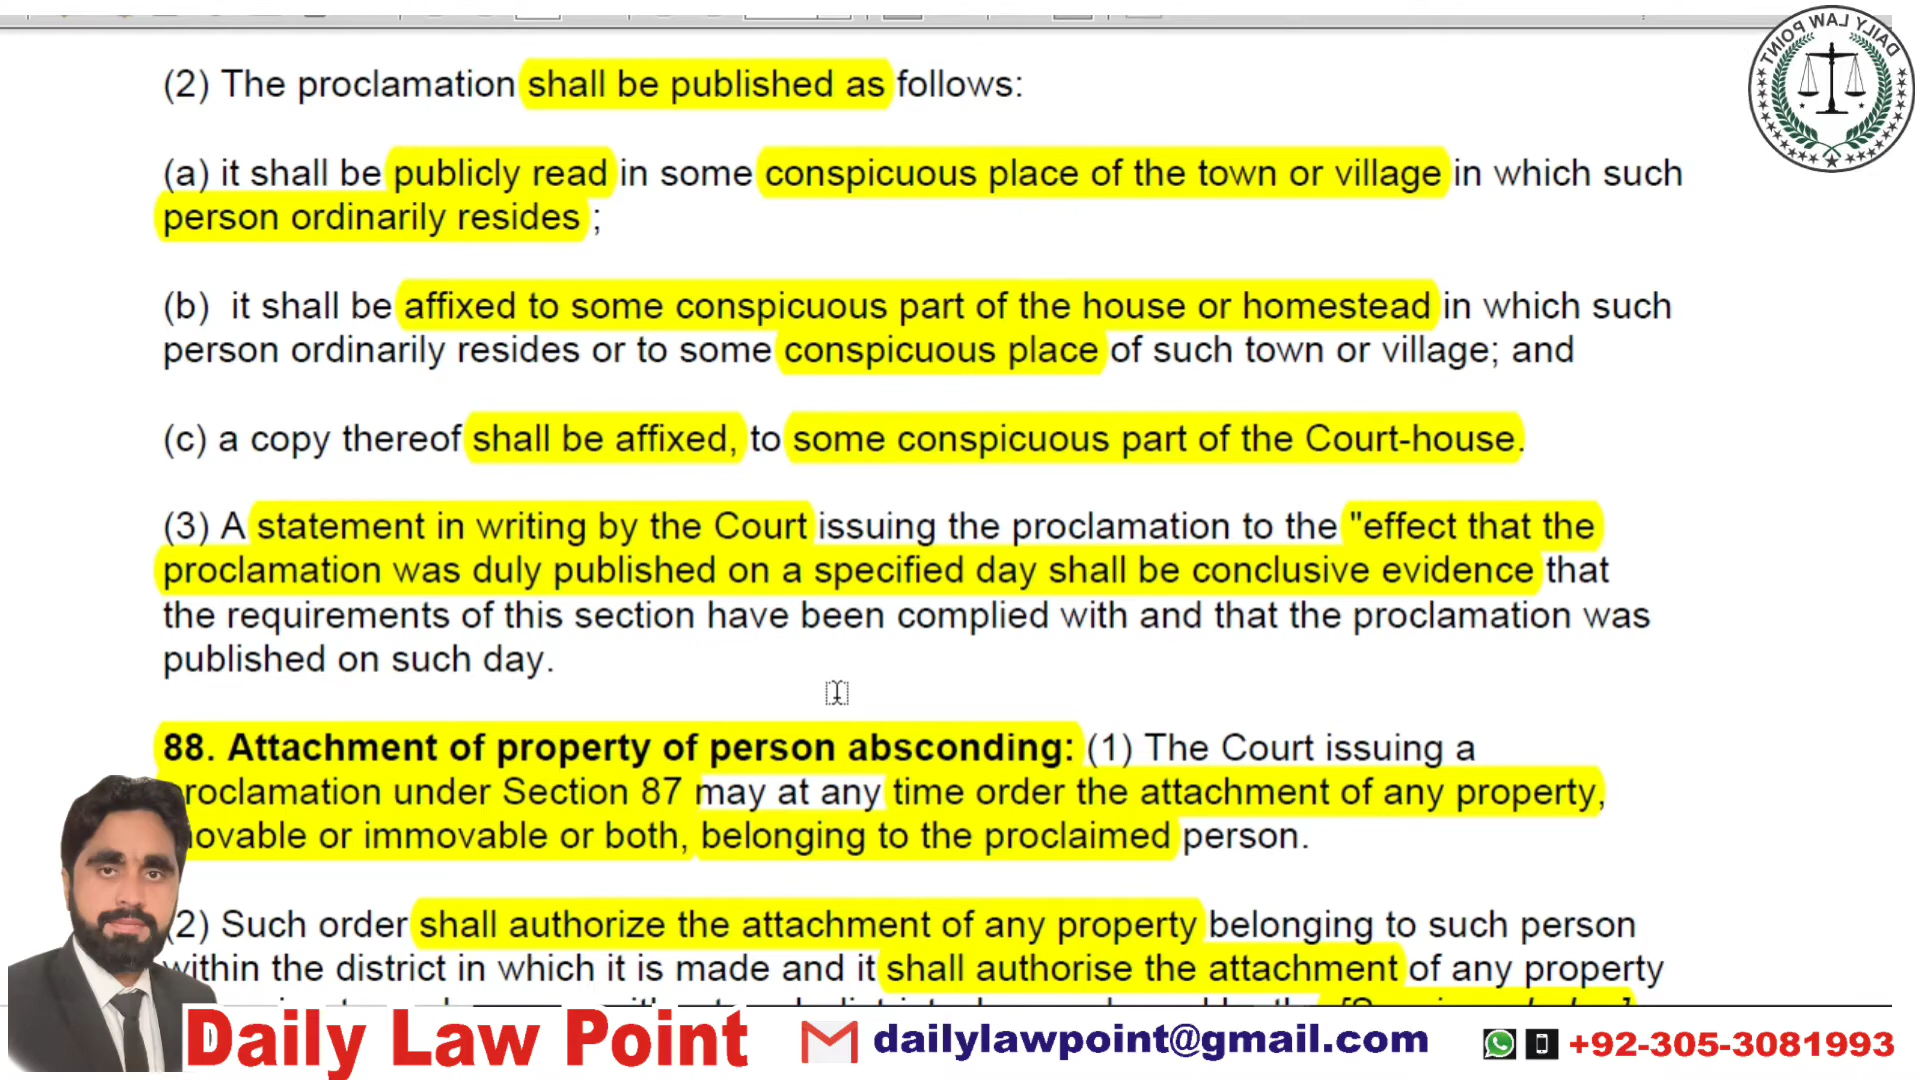 (2) The proclamation shall be published as follows:
(a) it shall be publicly read in some conspicuous place of the town or village in which such
person ordinarily resides ;
(b) it shall be affixed to some conspicuous part of the house or homestead in which such
person ordinarily resides or to some conspicuous place of such town or village; and
(c) a copy thereof shall be affixed, to some conspicuous part of the Court-house.
(3) A statement in writing by the Court issuing the proclamation to the "effect that the
proclamation was duly published on a specified day shall be conclusive evidence that
the requirements of this section have been complied with and that the proclamation was
published on such day.
88. Attachment of property of person absconding: (1) The Court issuing a
roclamation under Section 87 may at any time order the attachment of any property,
ovable or immovable or both, belonging to the proclaimed person.
(2) Such order shall authorize the attachment of any property belonging to such person
within the district in which it is made and it shall authorise the attachment of any property
DAILY LAW POINT
Daily Law Point
dailylawpoint@gmail.com
+92-305-3081993